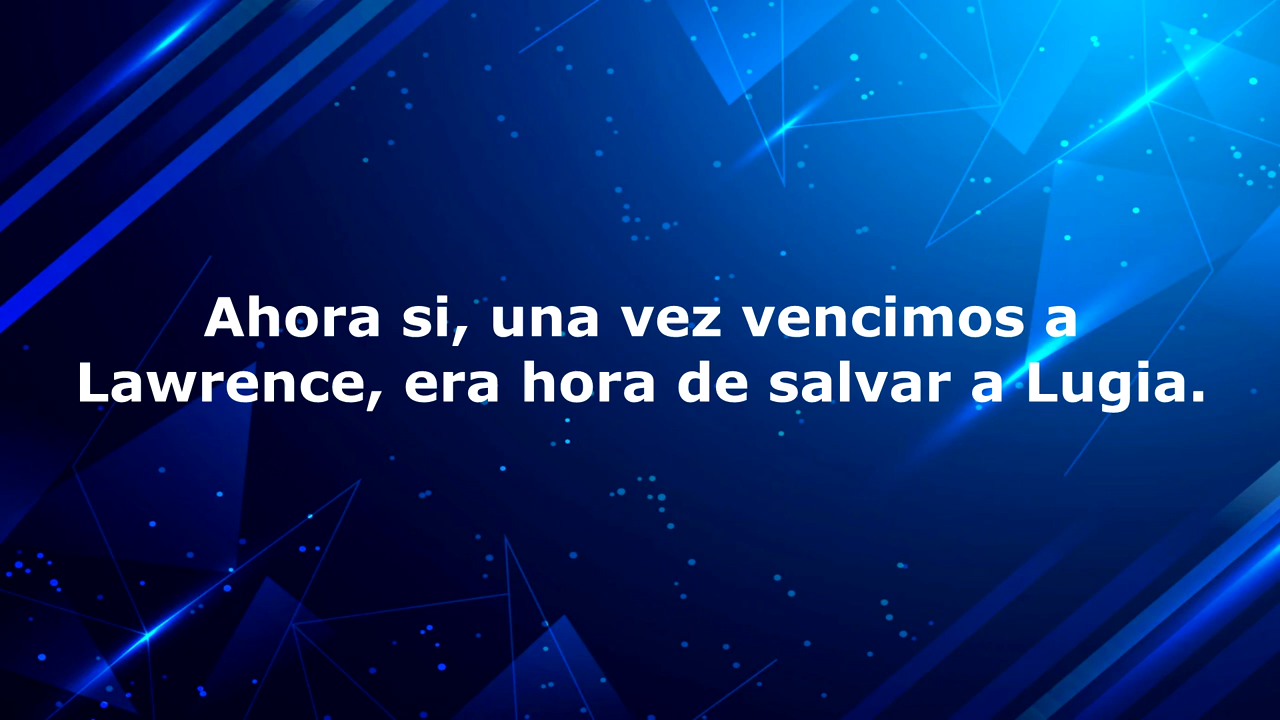 Ahora si, una vez vencimos a
Lawrence, era hora de salvar a Lugia.